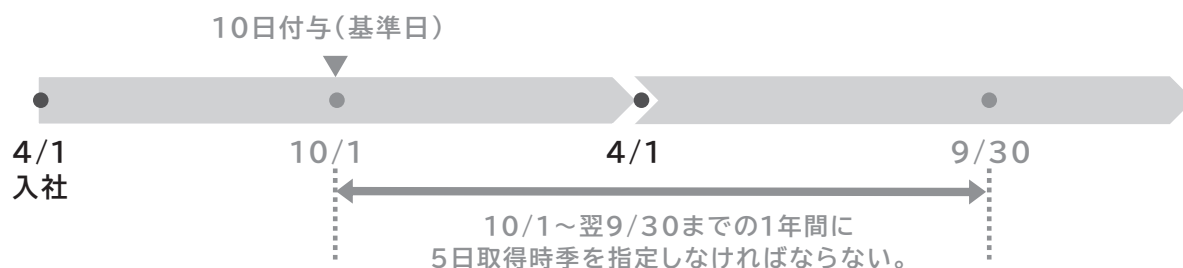 10日付与(基準日)
4/1
入社
10/1
4/1
9/30
10/1～翌9/30までの1年間に
5日取得時季を指定しなければならない。